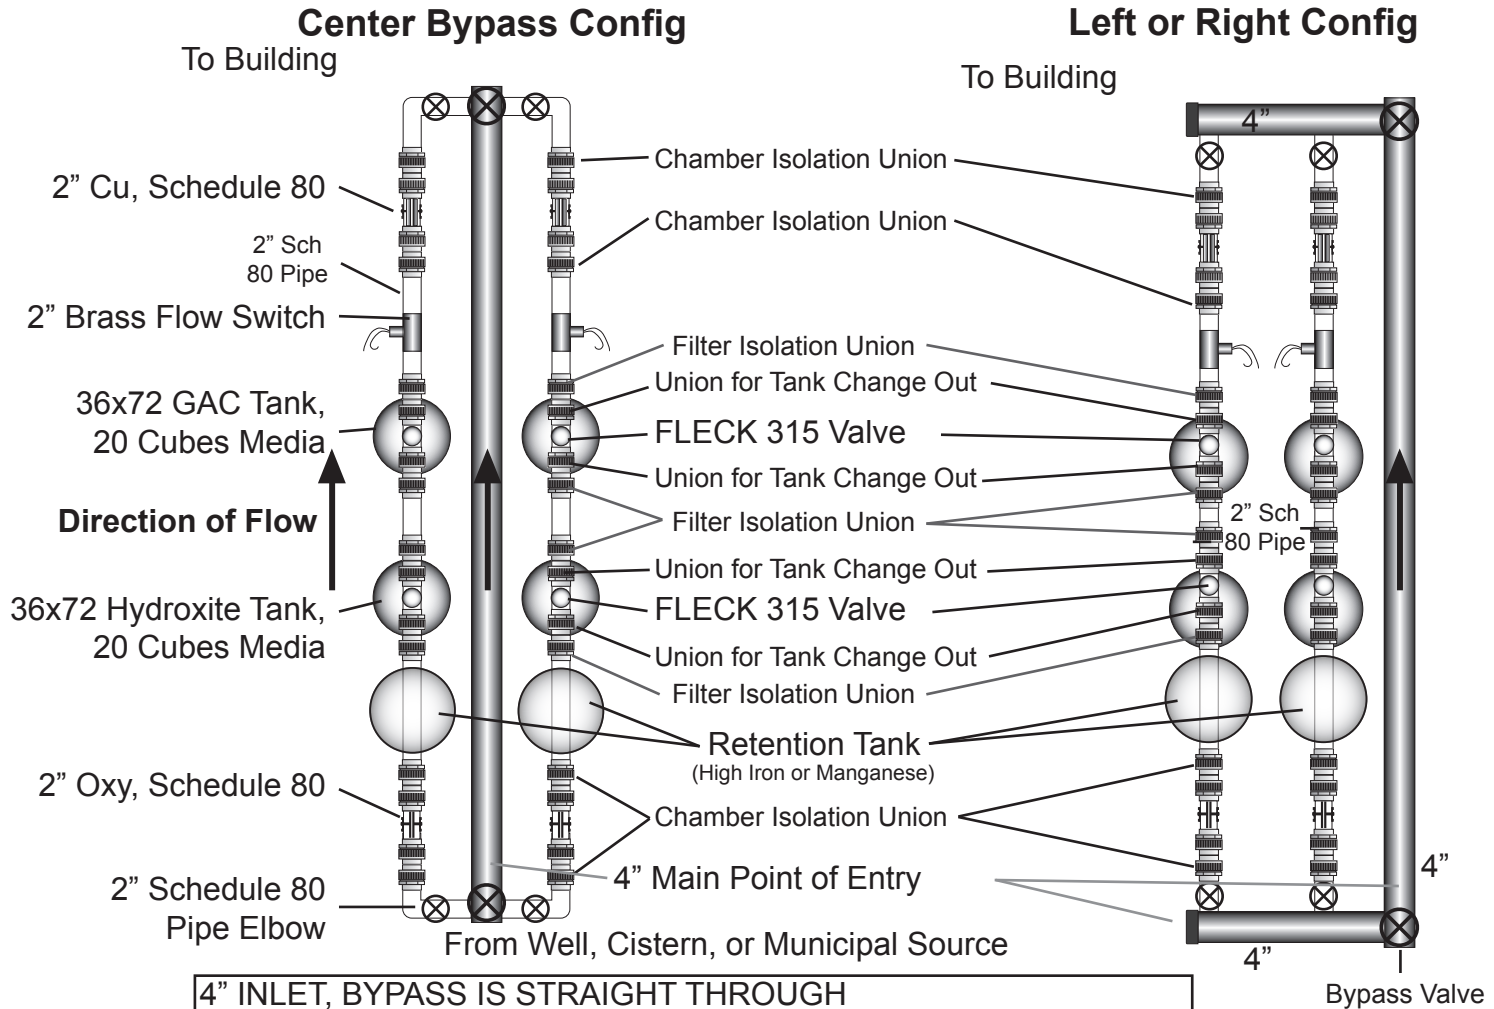 Center Bypass Config
Left or Right Config
To Building
To Building
4”
Chamber Isolation Union
2” Cu, Schedule 80
Chamber Isolation Union
2” Sch
80 Pipe
2” Brass Flow Switch
Filter Isolation Union
Union for Tank Change Out
36x72 GAC Tank,
20 Cubes Media
FLECK 315 Valve
Union for Tank Change Out
Direction of Flow
Filter Isolation Union
2” Sch
80 Pipe
Union for Tank Change Out
36x72 Hydroxite Tank,
20 Cubes Media
FLECK 315 Valve
Union for Tank Change Out
Filter Isolation Union
Retention Tank
(High Iron or Manganese)
2” Oxy, Schedule 80
Chamber Isolation Union
4”
4” Main Point of Entry
2” Schedule 80
Pipe Elbow
From Well, Cistern, or Municipal Source
4”
4” INLET, BYPASS IS STRAIGHT THROUGH
Bypass Valve